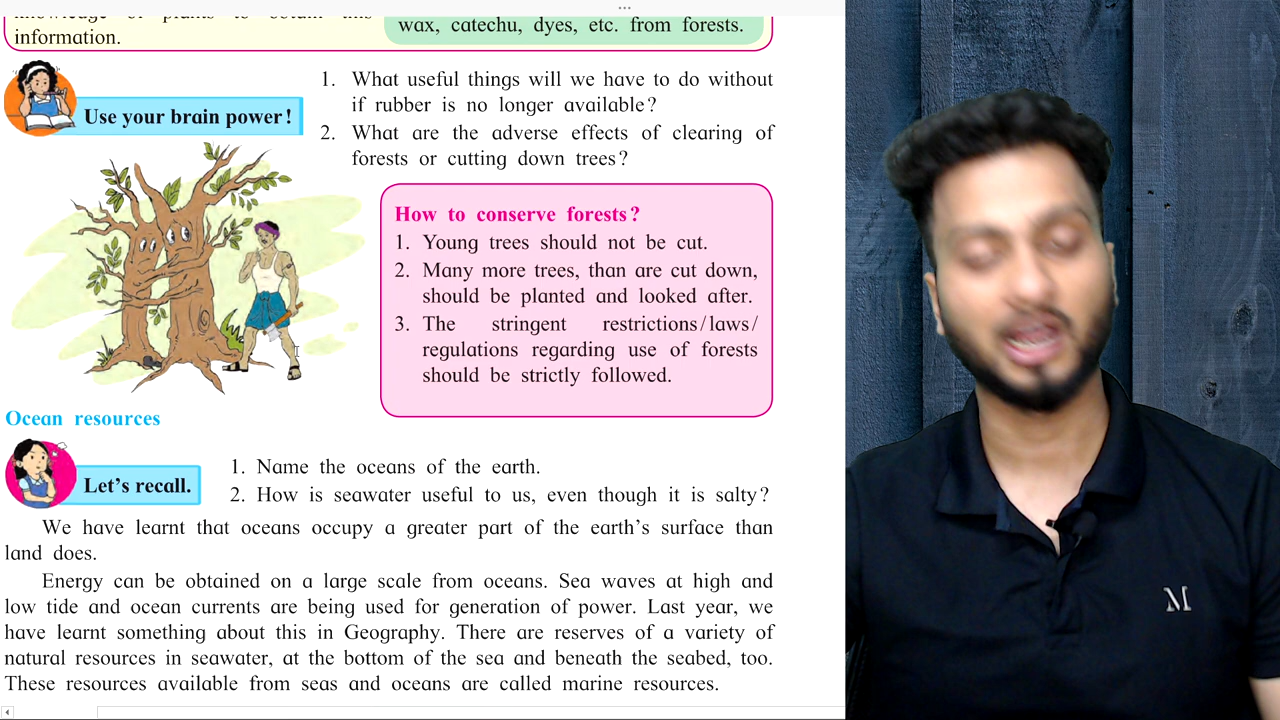 information.
wax, catechu, dyes, etc. from forests.
Use your brain power!
1. What useful things will we have to do without
if rubber is no longer available?
2. What are the adverse effects of clearing of
forests or cutting down trees?
How to conserve forests?
1. Young trees should not be cut.
2. Many more trees, than are cut down,
should be planted and looked after.
3. The stringent restrictions/laws/
regulations regarding use of forests
should be strictly followed.
Ocean resources
Let's recall.
1. Name the oceans of the earth.
2. How is seawater useful to us, even though it is salty?
We have learnt that oceans occupy a greater part of the earth's surface than
land does.
Energy can be obtained on a large scale from oceans. Sea waves at high and
low tide and ocean currents are being used for generation of power. Last year, we
have learnt something about this in Geography. There are reserves of a variety of
natural resources in seawater, at the bottom of the sea and beneath the seabed, too.
These resources available from seas and oceans are called marine resources.
M